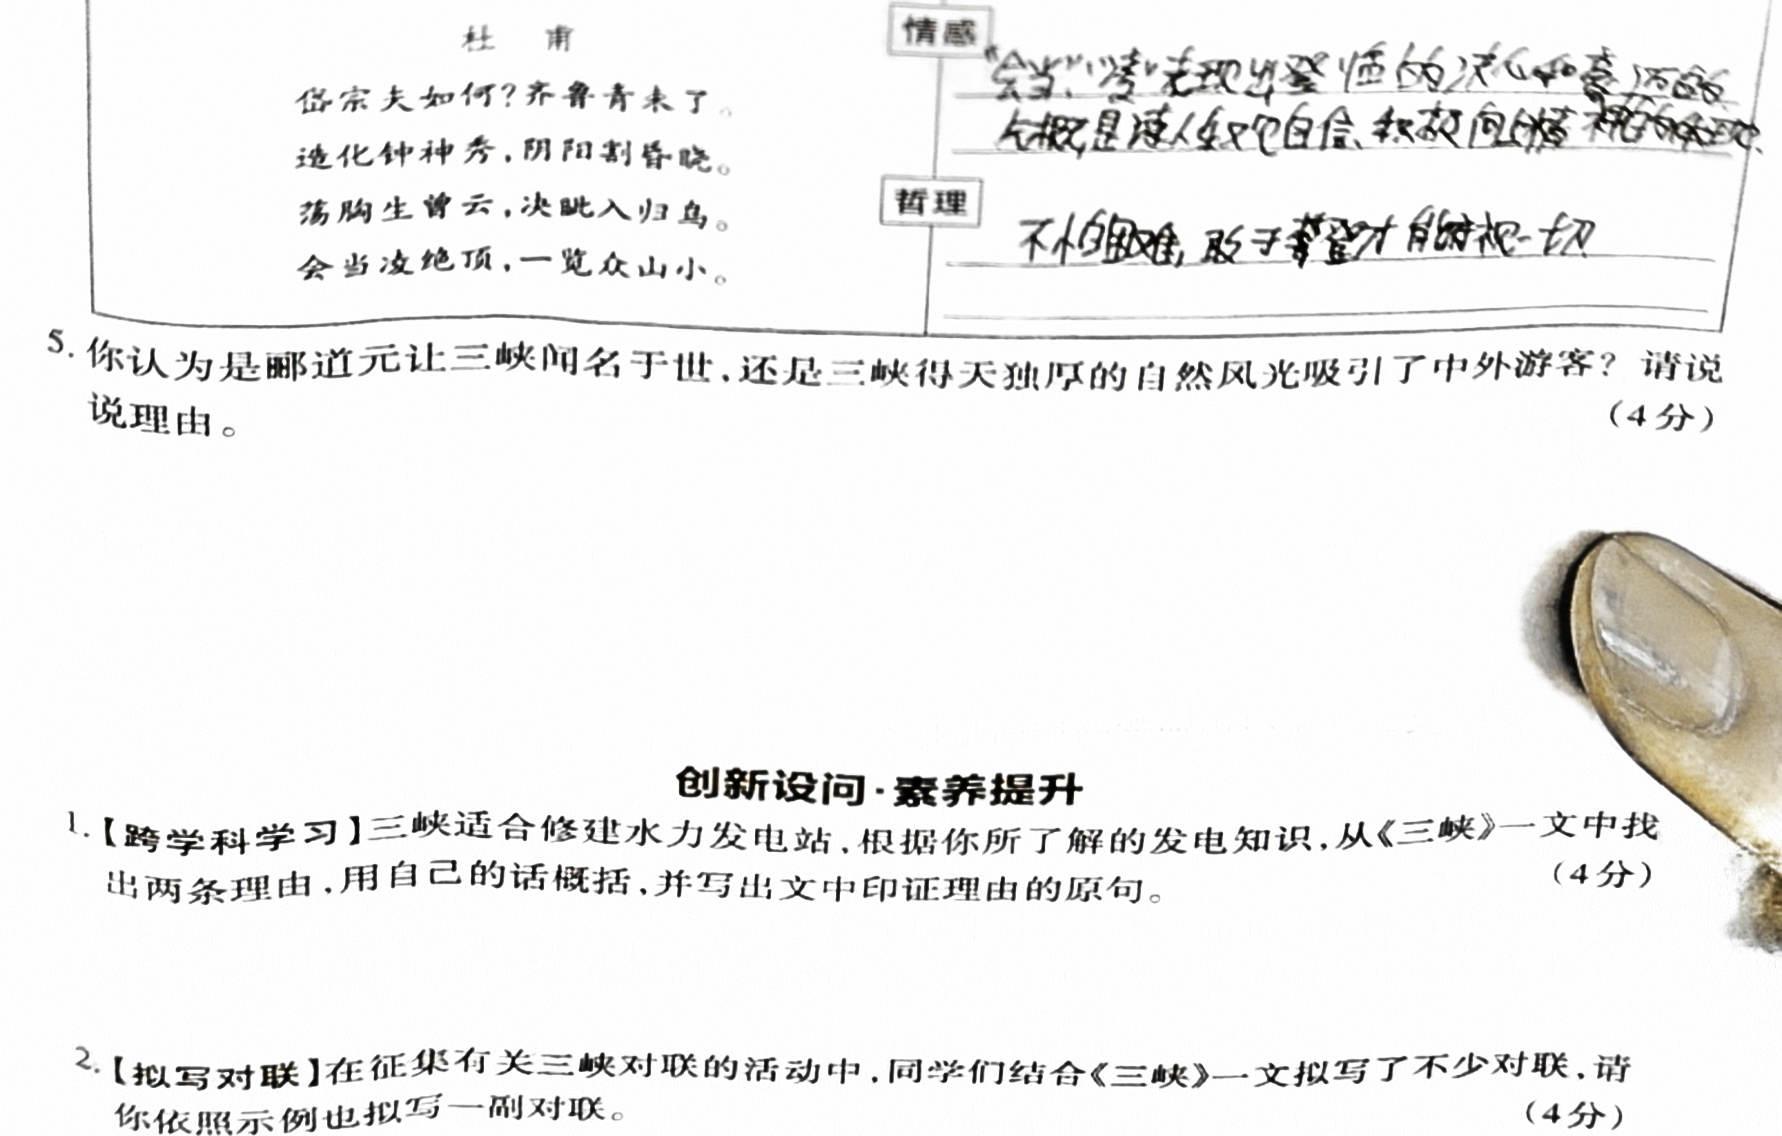 杜 甫
岱宗夫如何？齐鲁青未了。
造化钟神秀，阴阳割昏晓。
荡胸生曾云，决眦入归鸟。
会当凌绝顶，一览众山小。
情感
"会当""凌"表现出登顶的决心和豪迈的
气概，是诗人乐观自信、积极向上精神的体现。
哲理
不怕困难，敢于攀登才能俯视一切
5.你认为是郦道元让三峡闻名于世，还是三峡得天独厚的自然风光吸引了中外游客？请说
说理由。（4分）
创新设问·素养提升
1.【跨学科学习】三峡适合修建水力发电站，根据你所了解的发电知识，从《三峡》一文中找
出两条理由，用自己的话概括，并写出文中印证理由的原句。（4分）
2.【拟写对联】在征集有关三峡对联的活动中，同学们结合《三峡》一文拟写了不少对联，请
你依照示例也拟写一副对联。（4分）